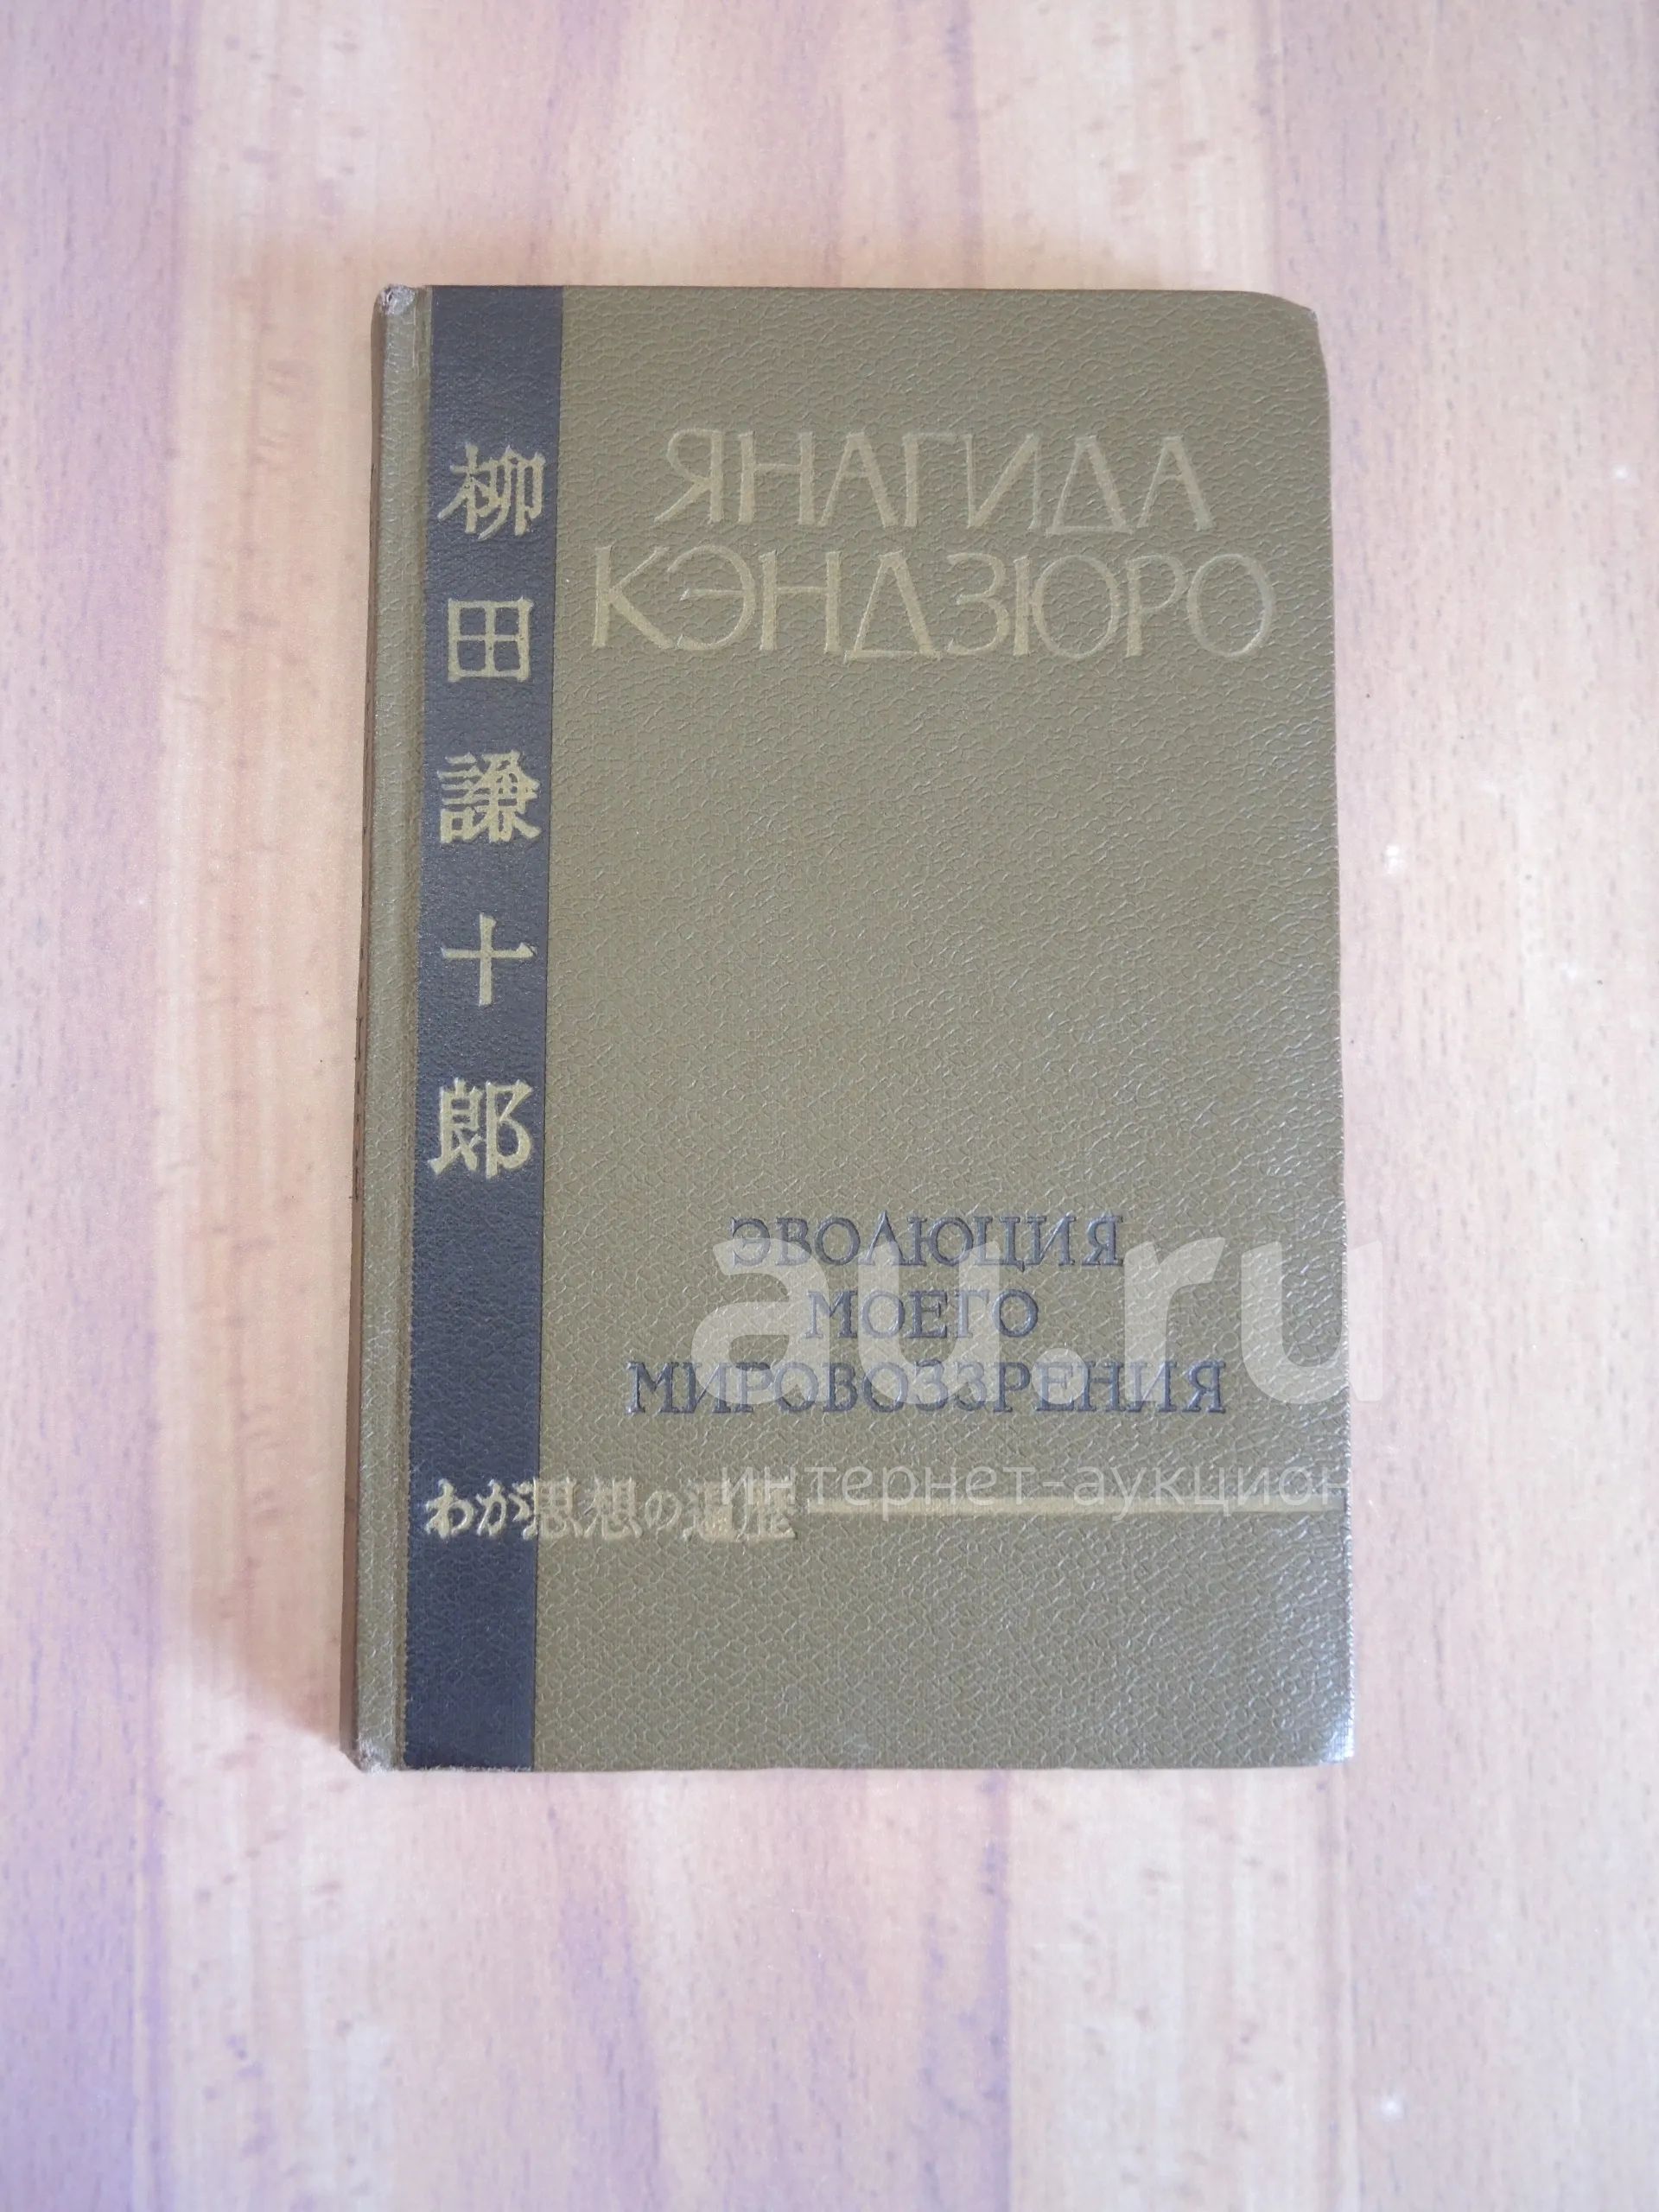 ЯНАГИДА
КЭНДЗЮРО
柳田謙十郎
ЭВОЛЮЦИЯ
МОЕГО
МИРОВОЗЗРЕНИЯ
わが思想の遍歴
au.ru
интернет-аукцион